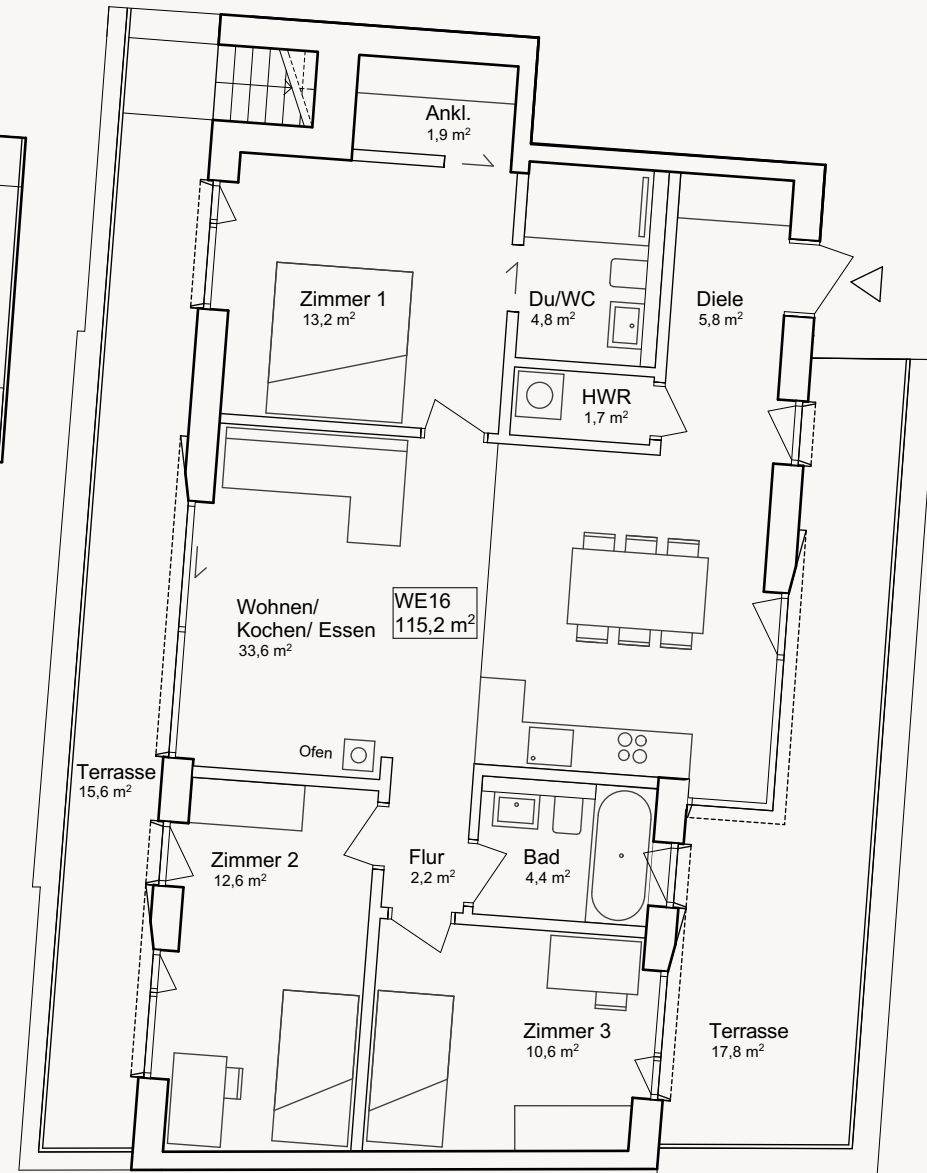 Ankl.
1,9 m²
Zimmer 1
13,2 m²
Du/WC
4,8 m²
Diele
5,8 m²
HWR
1,7 m²
Wohnen/
Kochen/ Essen
33,6 m²
WE16
115,2 m²
Ofen
Terrasse
15,6 m²
Zimmer 2
12,6 m²
Flur
2,2 m²
Bad
4,4 m²
Zimmer 3
10,6 m²
Terrasse
17,8 m²